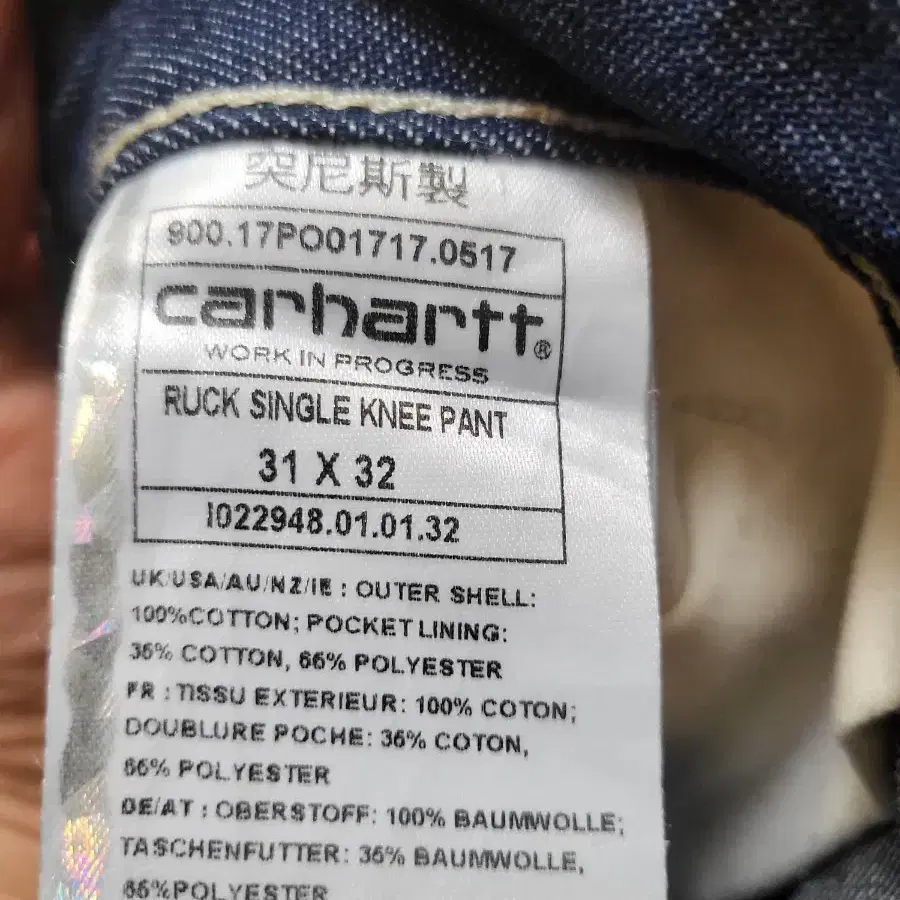 突尼斯製
900.17PO01717.0517
carhartt®
WORK IN PROGRESS
RUCK SINGLE KNEE PANT
31 X 32
I022948.01.01.32
UK/USA/AU/NZ/IE : OUTER SHELL:
100%COTTON; POCKET LINING:
35% COTTON, 65% POLYESTER
FR : TISSU EXTERIEUR: 100% COTON;
DOUBLURE POCHE: 35% COTON,
65% POLYESTER
DE/AT : OBERSTOFF: 100% BAUMWOLLE;
TASCHENFUTTER: 35% BAUMWOLLE,
65%POLYESTER